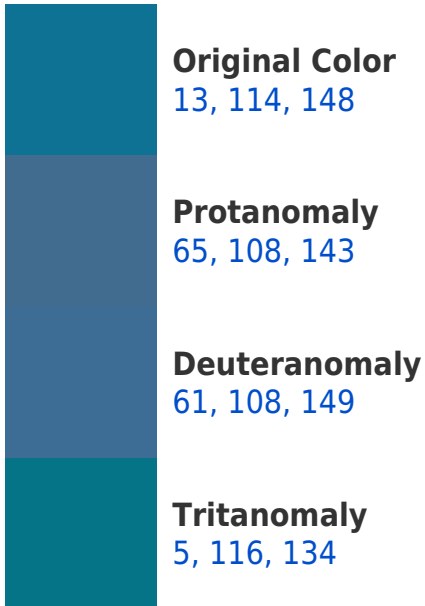 Original Color
13, 114, 148
Protanomaly
65, 108, 143
Deuteranomaly
61, 108, 149
Tritanomaly
5, 116, 134